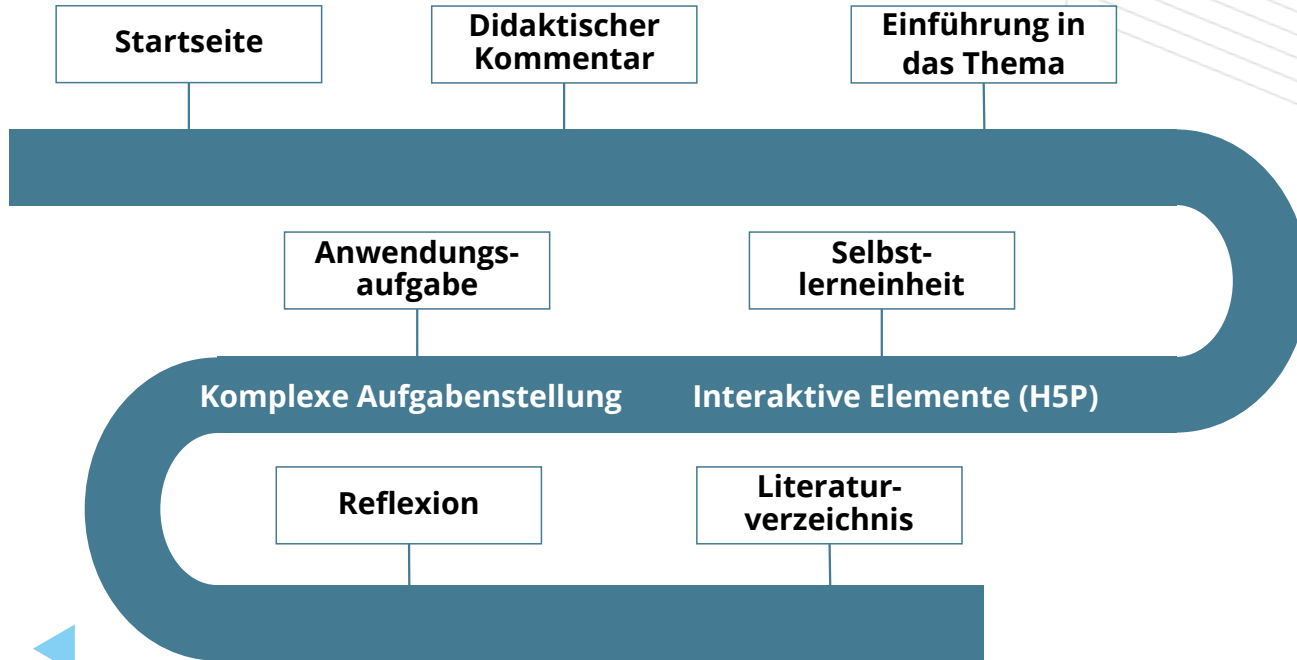 Startseite
Didaktischer
Kommentar
Einführung in
das Thema
Anwendungs-
aufgabe
Selbst-
lerneinheit
Komplexe Aufgabenstellung
Interaktive Elemente (H5P)
Reflexion
Literatur-
verzeichnis